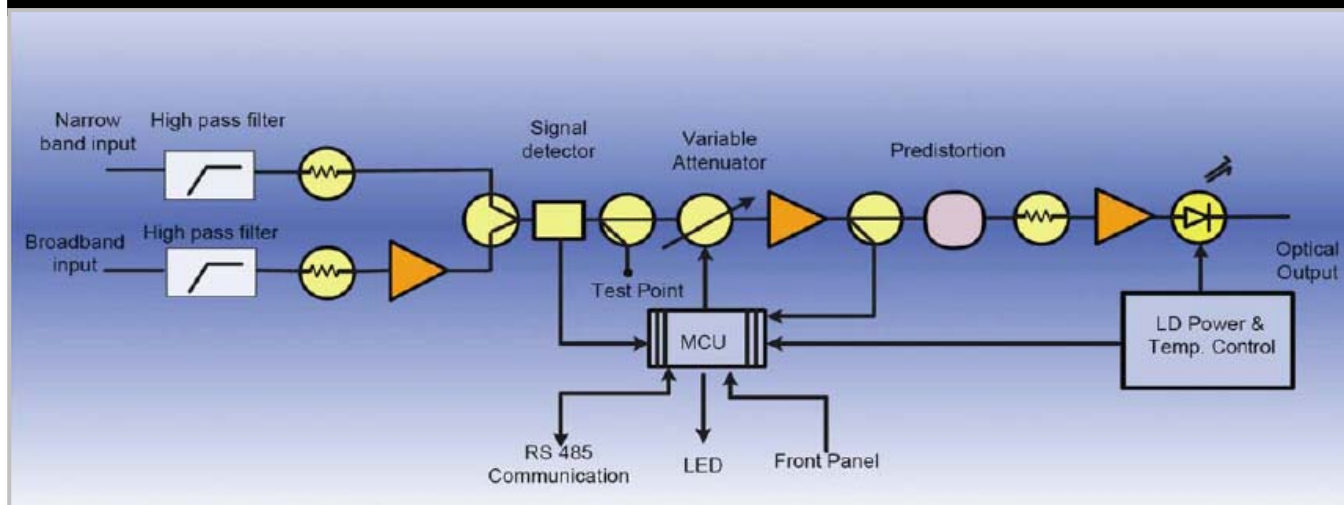 Narrow
band input
High pass filter
Signal
detector
Variable
Attenuator
Predistortion
Broadband
input
High pass filter
Test Point
Optical
Output
MCU
LD Power &
Temp. Control
RS 485
Communication
LED
Front Panel